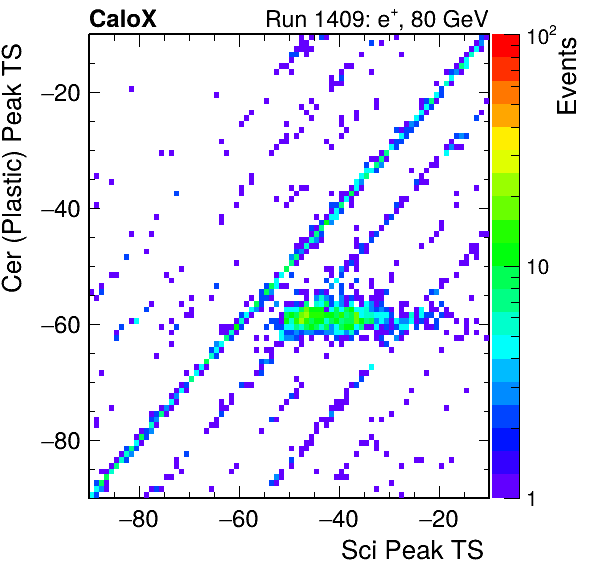 CaloX Run 1409: e⁺, 80 GeV
Cer (Plastic) Peak TS
−20
−40
−60
−80
−80 −60 −40 −20
Sci Peak TS
10²
10
1
Events